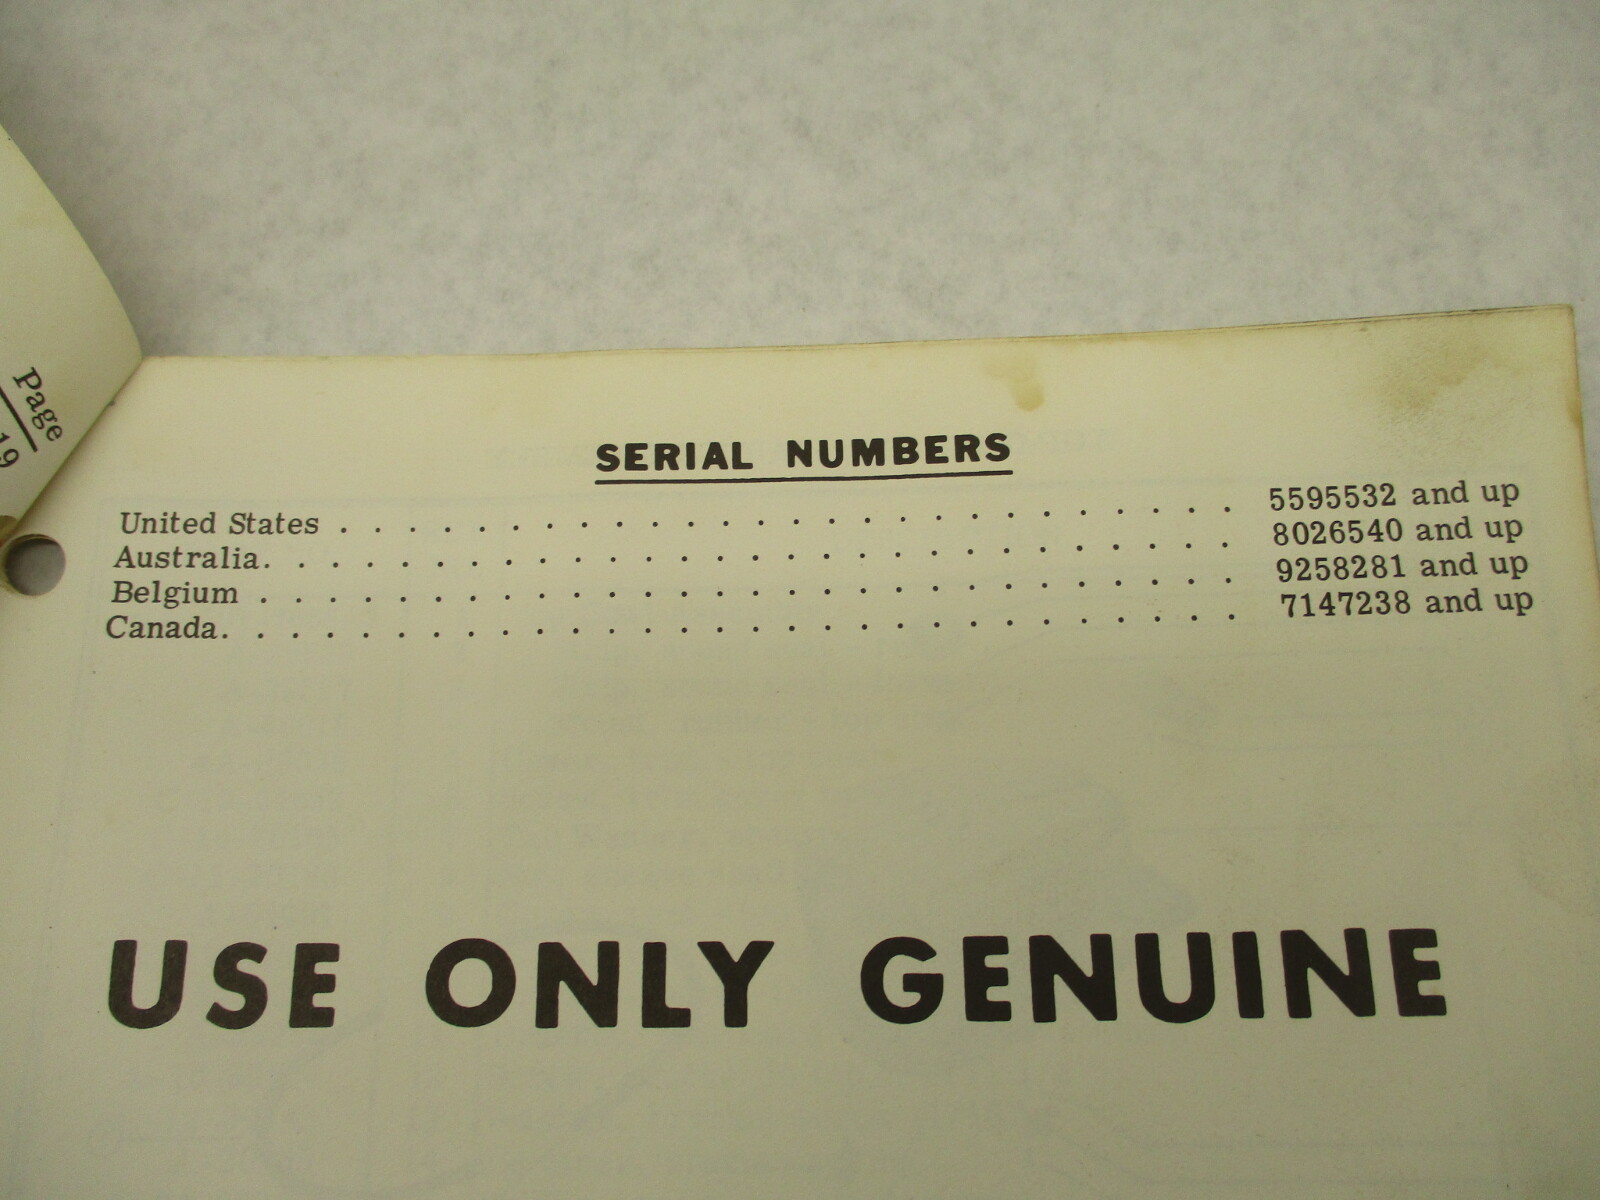 Page
19
SERIAL NUMBERS
United States . . . . . . . . . . . . . . . . . . . . . . . . . . 5595532 and up
Australia. . . . . . . . . . . . . . . . . . . . . . . . . . . . 8026540 and up
Belgium . . . . . . . . . . . . . . . . . . . . . . . . . . . . 9258281 and up
Canada. . . . . . . . . . . . . . . . . . . . . . . . . . . . . 7147238 and up
USE ONLY GENUINE